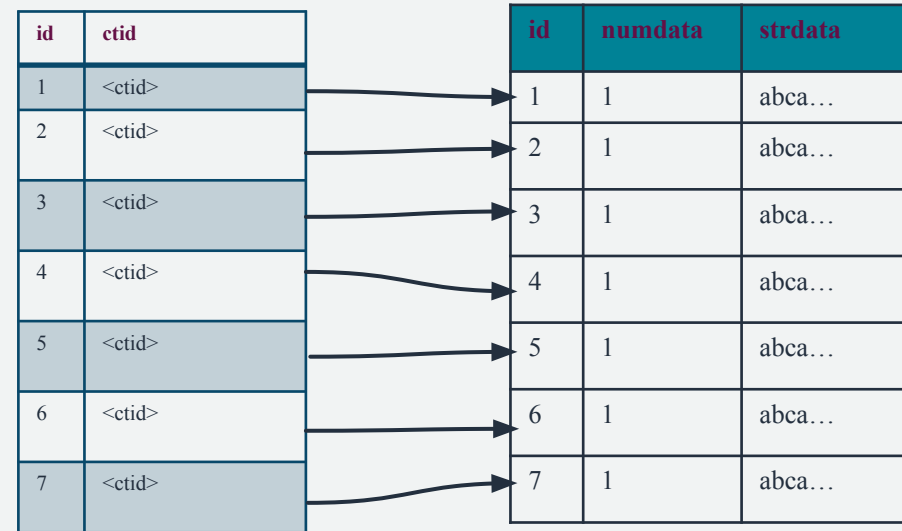 id ctid
1 <ctid>
2 <ctid>
3 <ctid>
4 <ctid>
5 <ctid>
6 <ctid>
7 <ctid>
id numdata strdata
1 1 abca…
2 1 abca…
3 1 abca…
4 1 abca…
5 1 abca…
6 1 abca…
7 1 abca…